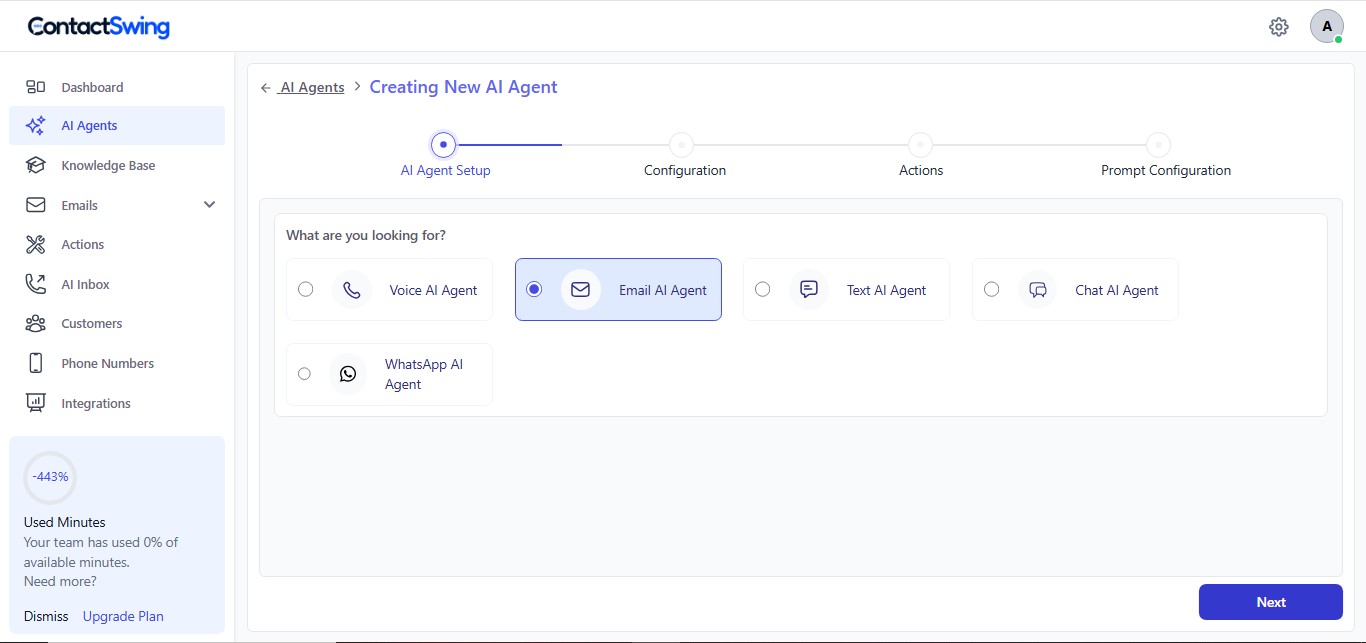 ContactSwing
A
Dashboard
AI Agents
Knowledge Base
Emails
Actions
AI Inbox
Customers
Phone Numbers
Integrations
-443%
Used Minutes
Your team has used 0% of
available minutes.
Need more?
Dismiss Upgrade Plan
← AI Agents > Creating New AI Agent
AI Agent Setup
Configuration
Actions
Prompt Configuration
What are you looking for?
Voice AI Agent
Email AI Agent
Text AI Agent
Chat AI Agent
WhatsApp AI
Agent
Next